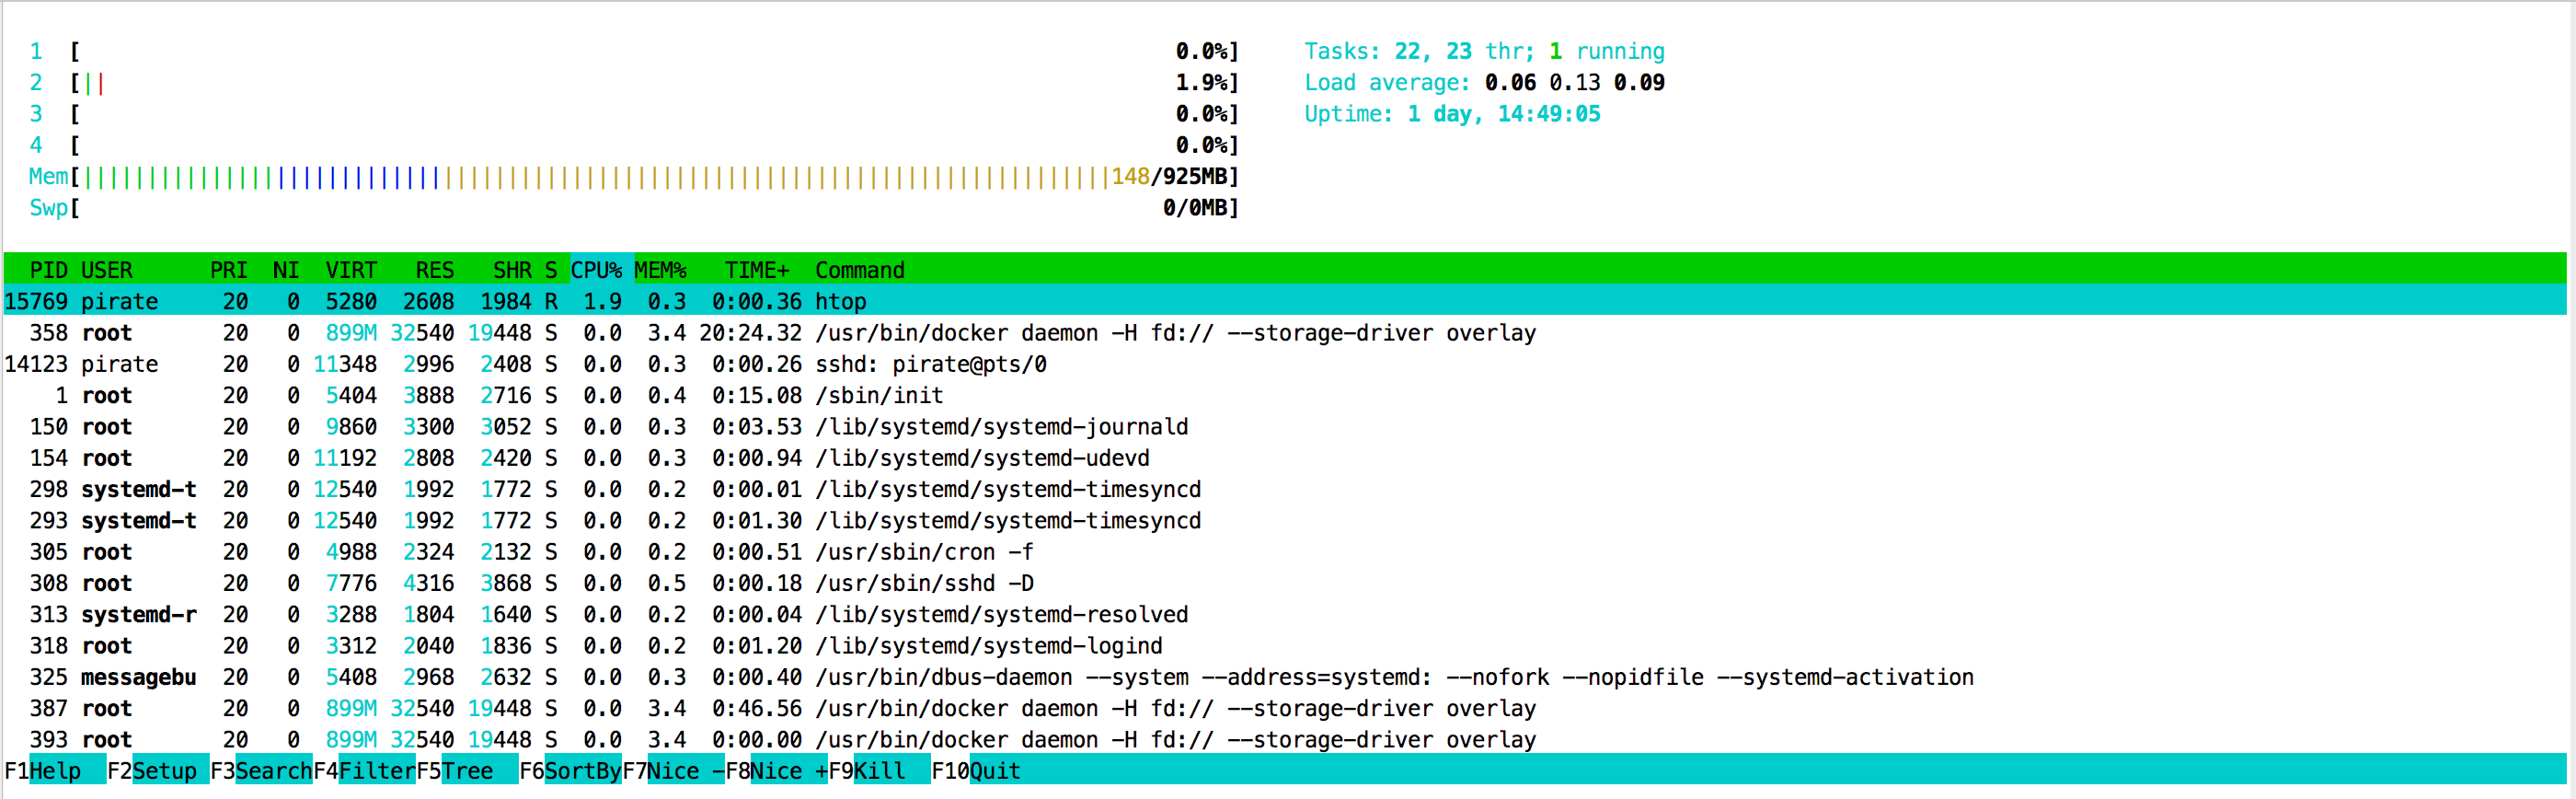 1 [ 0.0%] Tasks: 22, 23 thr; 1 running
2 [|| 1.9%] Load average: 0.06 0.13 0.09
3 [ 0.0%] Uptime: 1 day, 14:49:05
4 [ 0.0%]
Mem[||||||||||||||||||||||||||||||||||||||||||||||||||||||||||||||||||||||||||||||||148/925MB]
Swp[ 0/0MB]
PID USER PRI NI VIRT RES SHR S CPU% MEM% TIME+ Command
15769 pirate 20 0 5280 2608 1984 R 1.9 0.3 0:00.36 htop
358 root 20 0 899M 32540 19448 S 0.0 3.4 20:24.32 /usr/bin/docker daemon -H fd:// --storage-driver overlay
14123 pirate 20 0 11348 2996 2408 S 0.0 0.3 0:00.26 sshd: pirate@pts/0
1 root 20 0 5404 3888 2716 S 0.0 0.4 0:15.08 /sbin/init
150 root 20 0 9860 3300 3052 S 0.0 0.3 0:03.53 /lib/systemd/systemd-journald
154 root 20 0 11192 2808 2420 S 0.0 0.3 0:00.94 /lib/systemd/systemd-udevd
298 systemd-t 20 0 12540 1992 1772 S 0.0 0.2 0:00.01 /lib/systemd/systemd-timesyncd
293 systemd-t 20 0 12540 1992 1772 S 0.0 0.2 0:01.30 /lib/systemd/systemd-timesyncd
305 root 20 0 4988 2324 2132 S 0.0 0.2 0:00.51 /usr/sbin/cron -f
308 root 20 0 7776 4316 3868 S 0.0 0.5 0:00.18 /usr/sbin/sshd -D
313 systemd-r 20 0 3288 1804 1640 S 0.0 0.2 0:00.04 /lib/systemd/systemd-resolved
318 root 20 0 3312 2040 1836 S 0.0 0.2 0:01.20 /lib/systemd/systemd-logind
325 messagebu 20 0 5408 2968 2632 S 0.0 0.3 0:00.40 /usr/bin/dbus-daemon --system --address=systemd: --nofork --nopidfile --systemd-activation
387 root 20 0 899M 32540 19448 S 0.0 3.4 0:46.56 /usr/bin/docker daemon -H fd:// --storage-driver overlay
393 root 20 0 899M 32540 19448 S 0.0 3.4 0:00.00 /usr/bin/docker daemon -H fd:// --storage-driver overlay
F1Help F2Setup F3SearchF4FilterF5Tree F6SortByF7Nice -F8Nice +F9Kill F10Quit